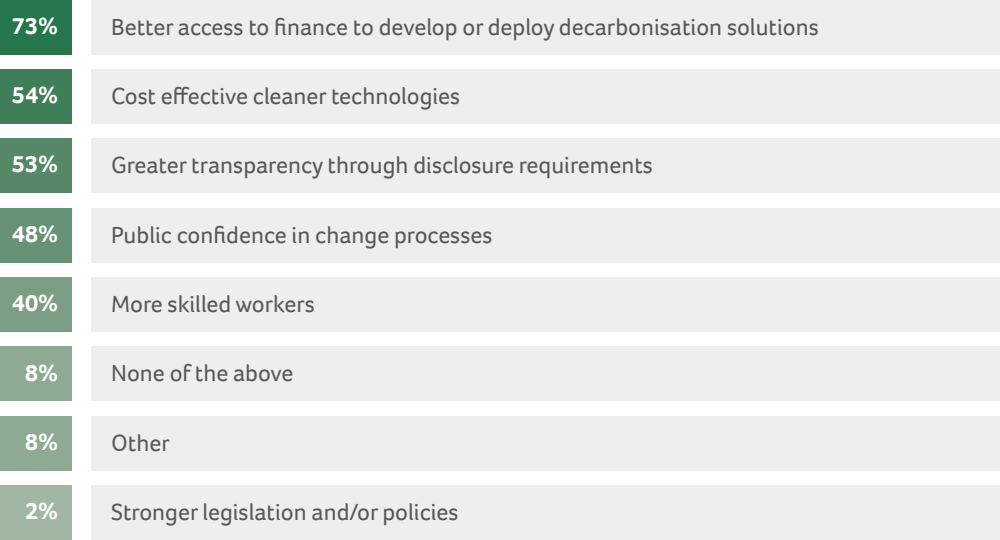 73% Better access to finance to develop or deploy decarbonisation solutions
54% Cost effective cleaner technologies
53% Greater transparency through disclosure requirements
48% Public confidence in change processes
40% More skilled workers
8% None of the above
8% Other
2% Stronger legislation and/or policies